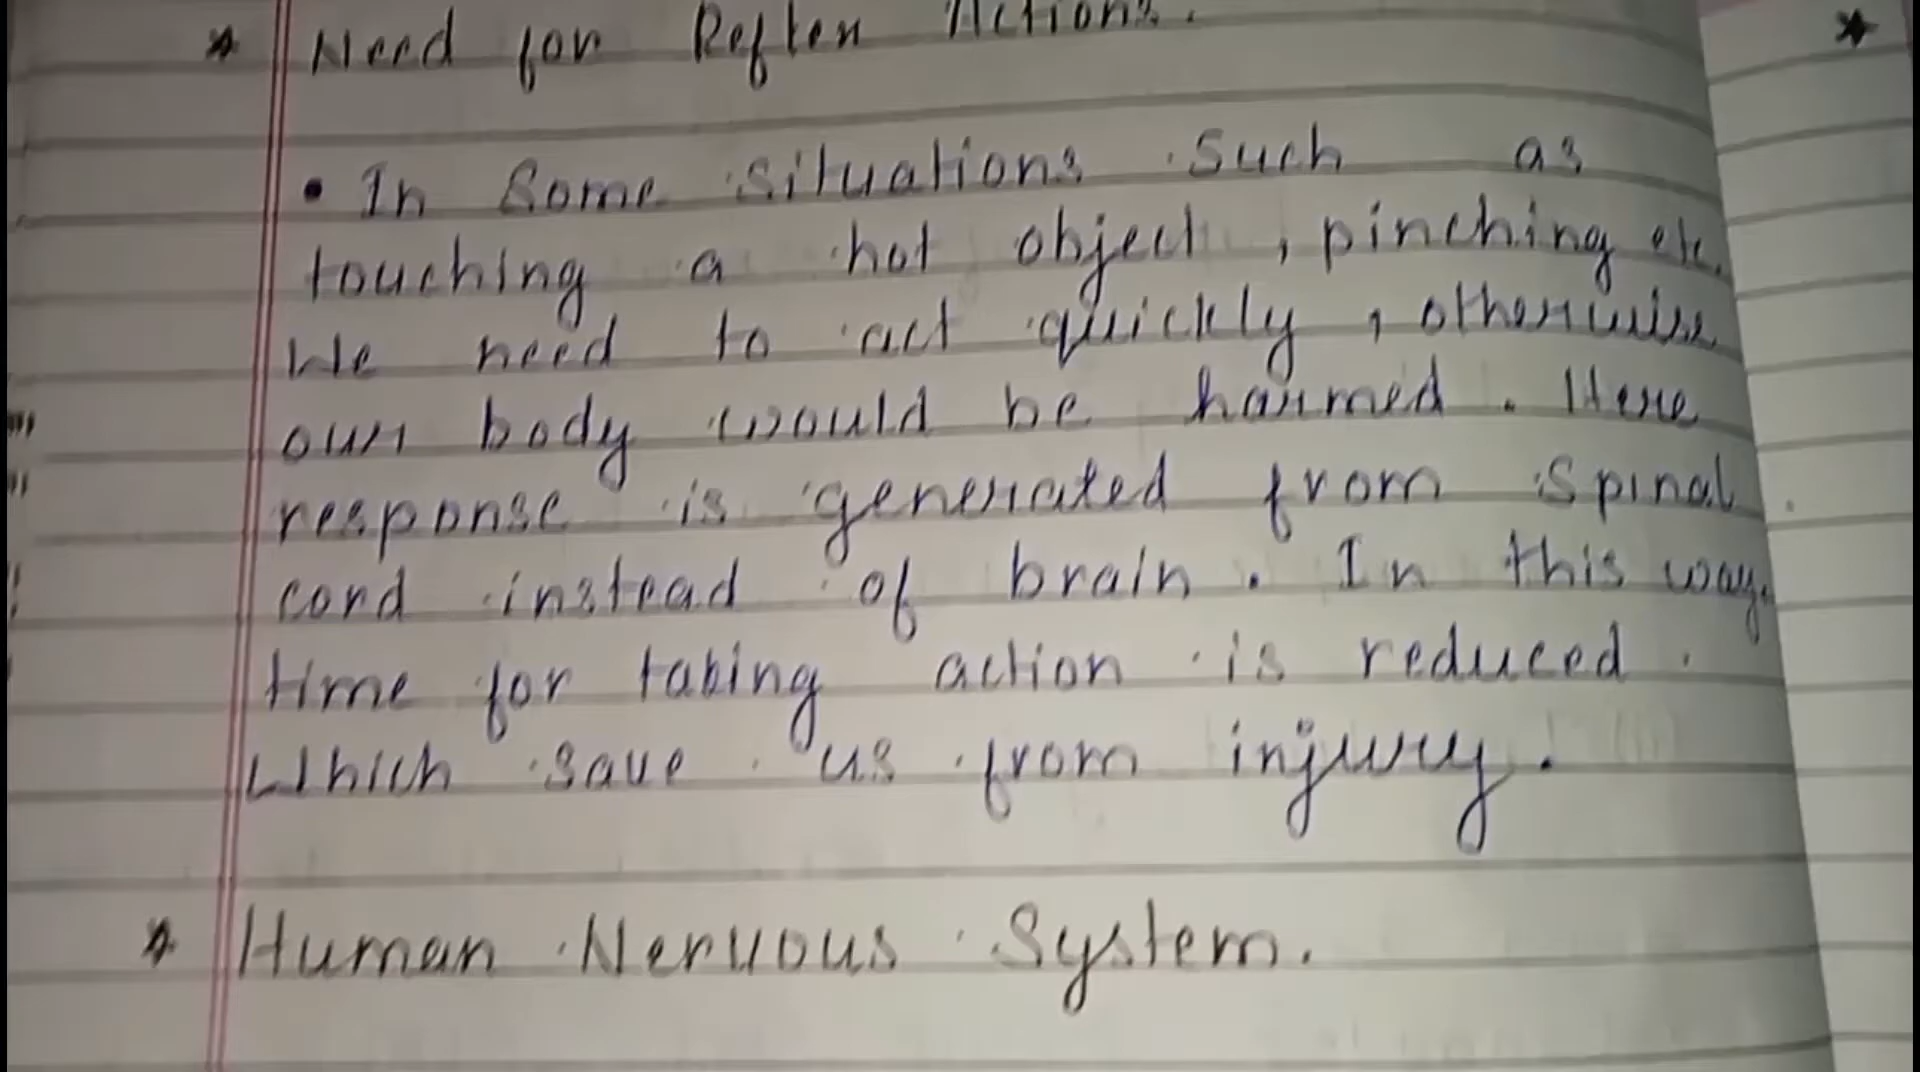 * Need for Reflex Actions.
*
• In some situations such as
touching a hot object, pinching etc.
We need to act quickly, otherwise
our body would be harmed. Here
response is generated from spinal
cord instead of brain. In this way.
time for taking action is reduced.
Which save us from injury.
* Human Nervous System.